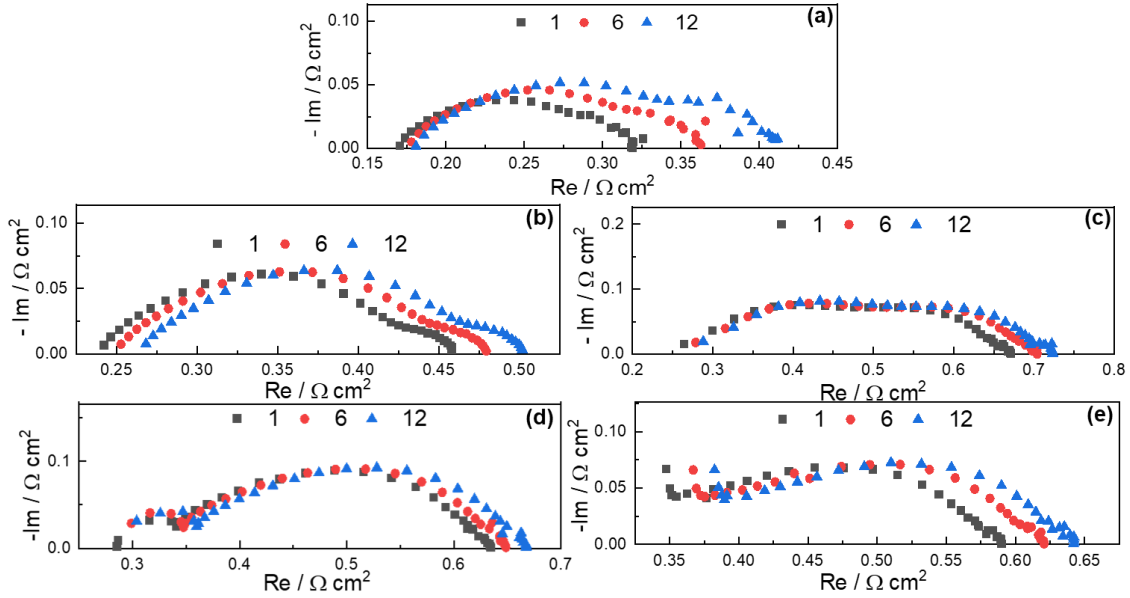 (a)
1 6 12
- Im / Ω cm²
0.10
0.05
0.00
0.15 0.20 0.25 0.30 0.35 0.40 0.45
Re / Ω cm²
(b)
1 6 12
- Im / Ω cm²
0.10
0.05
0.00
0.25 0.30 0.35 0.40 0.45 0.50
Re / Ω cm²
(c)
1 6 12
- Im / Ω cm²
0.2
0.1
0.0
0.2 0.3 0.4 0.5 0.6 0.7 0.8
Re / Ω cm²
(d)
1 6 12
-Im / Ω cm²
0.1
0.0
0.3 0.4 0.5 0.6 0.7
Re / Ω cm²
(e)
1 6 12
-Im / Ω cm²
0.10
0.05
0.00
0.35 0.40 0.45 0.50 0.55 0.60 0.65
Re / Ω cm²